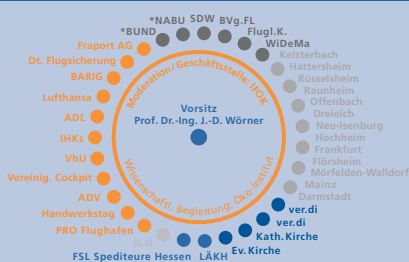 *NABU
SDW
BVg.FL
*BUND
Flugl.K.
WiDeMa
Fraport AG
Dt. Flugsicherung
BARIG
Lufthansa
ADL
IHKs
VhU
Vereinig. Cockpit
ADV
Handwerkstag
PRO Flughafen
N.N
FSL Spediteure Hessen
LÄKH
Ev. Kirche
Kath. Kirche
ver.di
ver.di
Kelsterbach
Hattersheim
Rüsselsheim
Raunheim
Offenbach
Dreieich
Neu-Isenburg
Hochheim
Frankfurt
Flörsheim
Mörfelden-Walldorf
Mainz
Darmstadt
Moderation/Geschäftsstelle: IFOK
Vorsitz
Prof. Dr.-Ing. J.-D. Wörner
Wissenschaftl. Begleitung: Öko-Institut